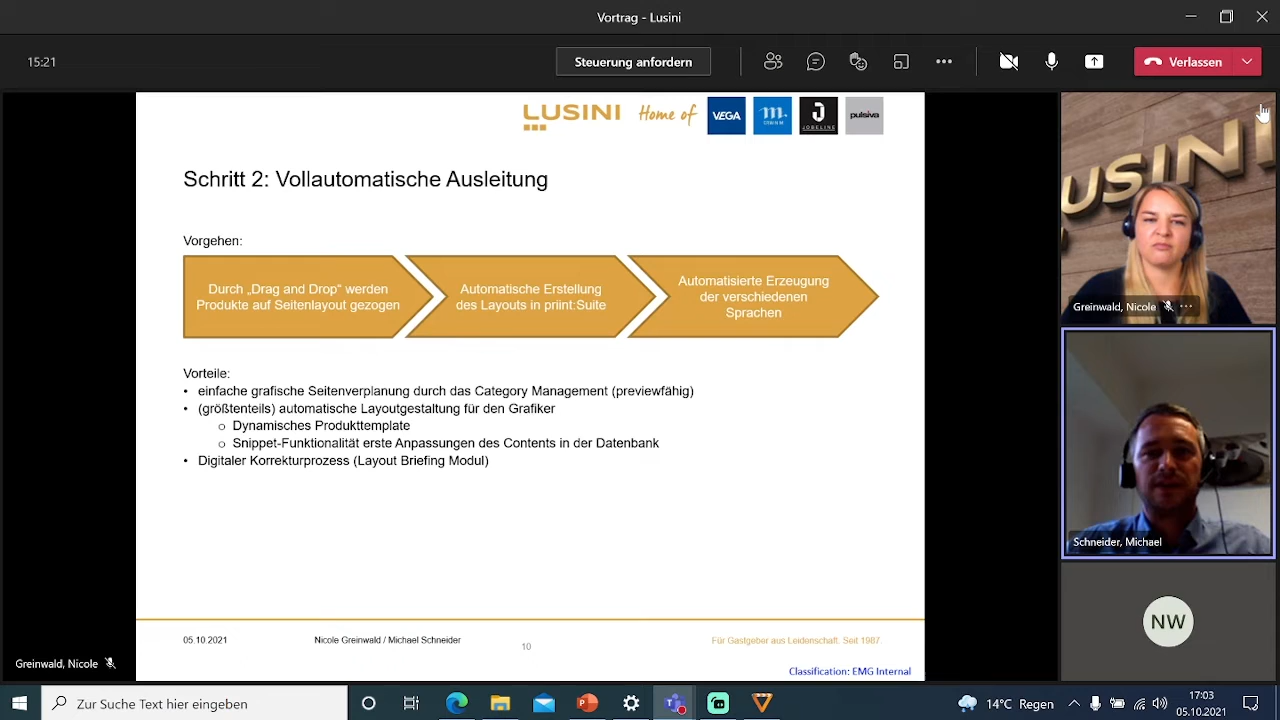 Vortrag - Lusini
15:21
Steuerung anfordern
Verlassen
LUSINI
Home of
VEGA
JOBELINE
pulsiva
Schritt 2: Vollautomatische Ausleitung
Vorgehen:
Durch „Drag and Drop“ werden
Produkte auf Seitenlayout gezogen
Automatische Erstellung
des Layouts in priint:Suite
Automatisierte Erzeugung
der verschiedenen
Sprachen
Vorteile:
• einfache grafische Seitenverplanung durch das Category Management (previewfähig)
• (größtenteils) automatische Layoutgestaltung für den Grafiker
o Dynamisches Produkttemplate
o Snippet-Funktionalität erste Anpassungen des Contents in der Datenbank
• Digitaler Korrekturprozess (Layout Briefing Modul)
05.10.2021
Nicole Greinwald / Michael Schneider
10
Für Gastgeber aus Leidenschaft. Seit 1987.
Classification: EMG Internal
Greinwald, Nicole
LUSINI
Greinwald, Nicole
Schneider, Michael
NW
Zur Suche Text hier eingeben
14°C Regen
17:03
05.10.2021